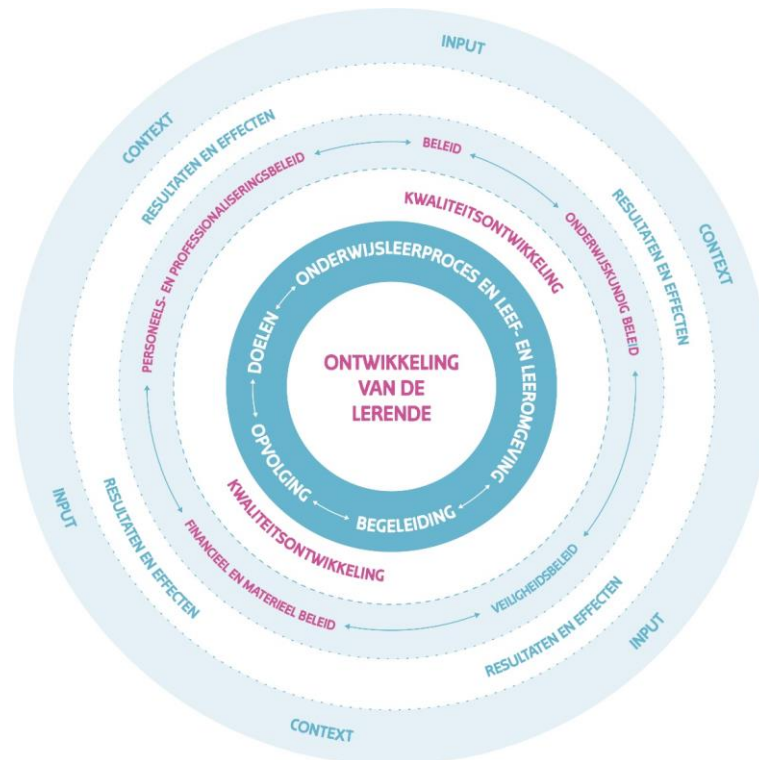 INPUT
CONTEXT
CONTEXT
INPUT
INPUT
CONTEXT
RESULTATEN EN EFFECTEN
RESULTATEN EN EFFECTEN
RESULTATEN EN EFFECTEN
RESULTATEN EN EFFECTEN
BELEID
ONDERWIJSKUNDIG BELEID
VEILIGHEIDSBELEID
FINANCIEEL EN MATERIEEL BELEID
PERSONEELS- EN PROFESSIONALISERINGSBELEID
KWALITEITSONTWIKKELING
KWALITEITSONTWIKKELING
ONDERWIJSLEERPROCES EN LEEF- EN LEEROMGEVING
BEGELEIDING
OPVOLGING
DOELEN
ONTWIKKELING
VAN DE
LERENDE